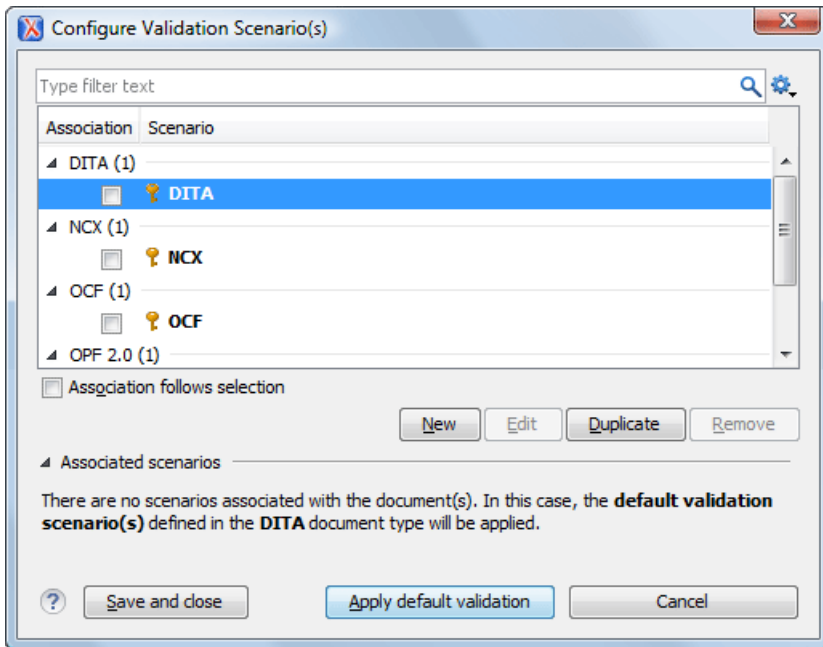 Configure Validation Scenario(s)
Type filter text
Association Scenario
DITA (1)
DITA
NCX (1)
NCX
OCF (1)
OCF
OPF 2.0 (1)
Association follows selection
New Edit Duplicate Remove
Associated scenarios
There are no scenarios associated with the document(s). In this case, the default validation
scenario(s) defined in the DITA document type will be applied.
? Save and close Apply default validation Cancel